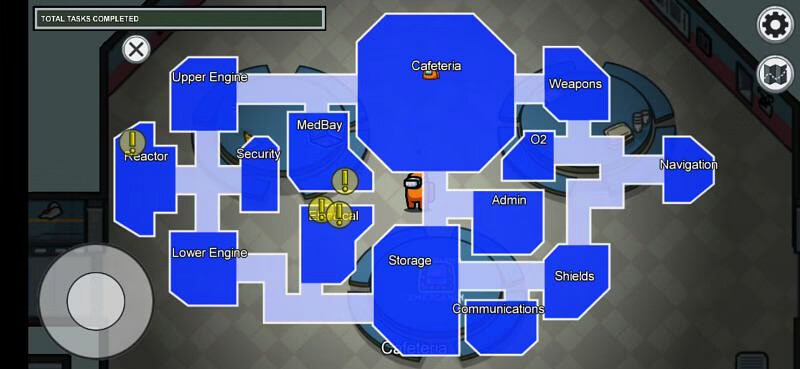 TOTAL TASKS COMPLETED
Cafeteria
Upper Engine
Weapons
MedBay
O2
Reactor
Security
Navigation
Admin
Electrical
Lower Engine
Storage
Shields
Communications
Cafeteria